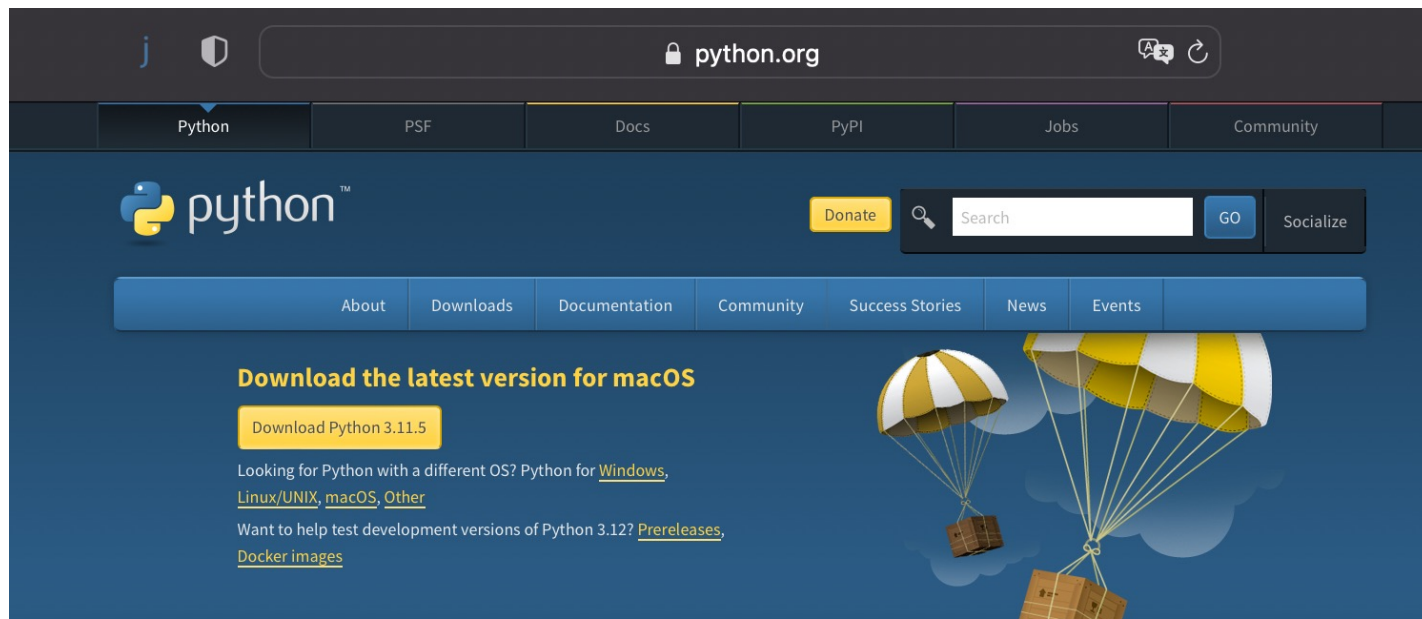 j
python.org
Python PSF Docs PyPI Jobs Community
python™
Donate Search GO Socialize
About Downloads Documentation Community Success Stories News Events
Download the latest version for macOS
Download Python 3.11.5
Looking for Python with a different OS? Python for Windows,
Linux/UNIX, macOS, Other
Want to help test development versions of Python 3.12? Prereleases,
Docker images